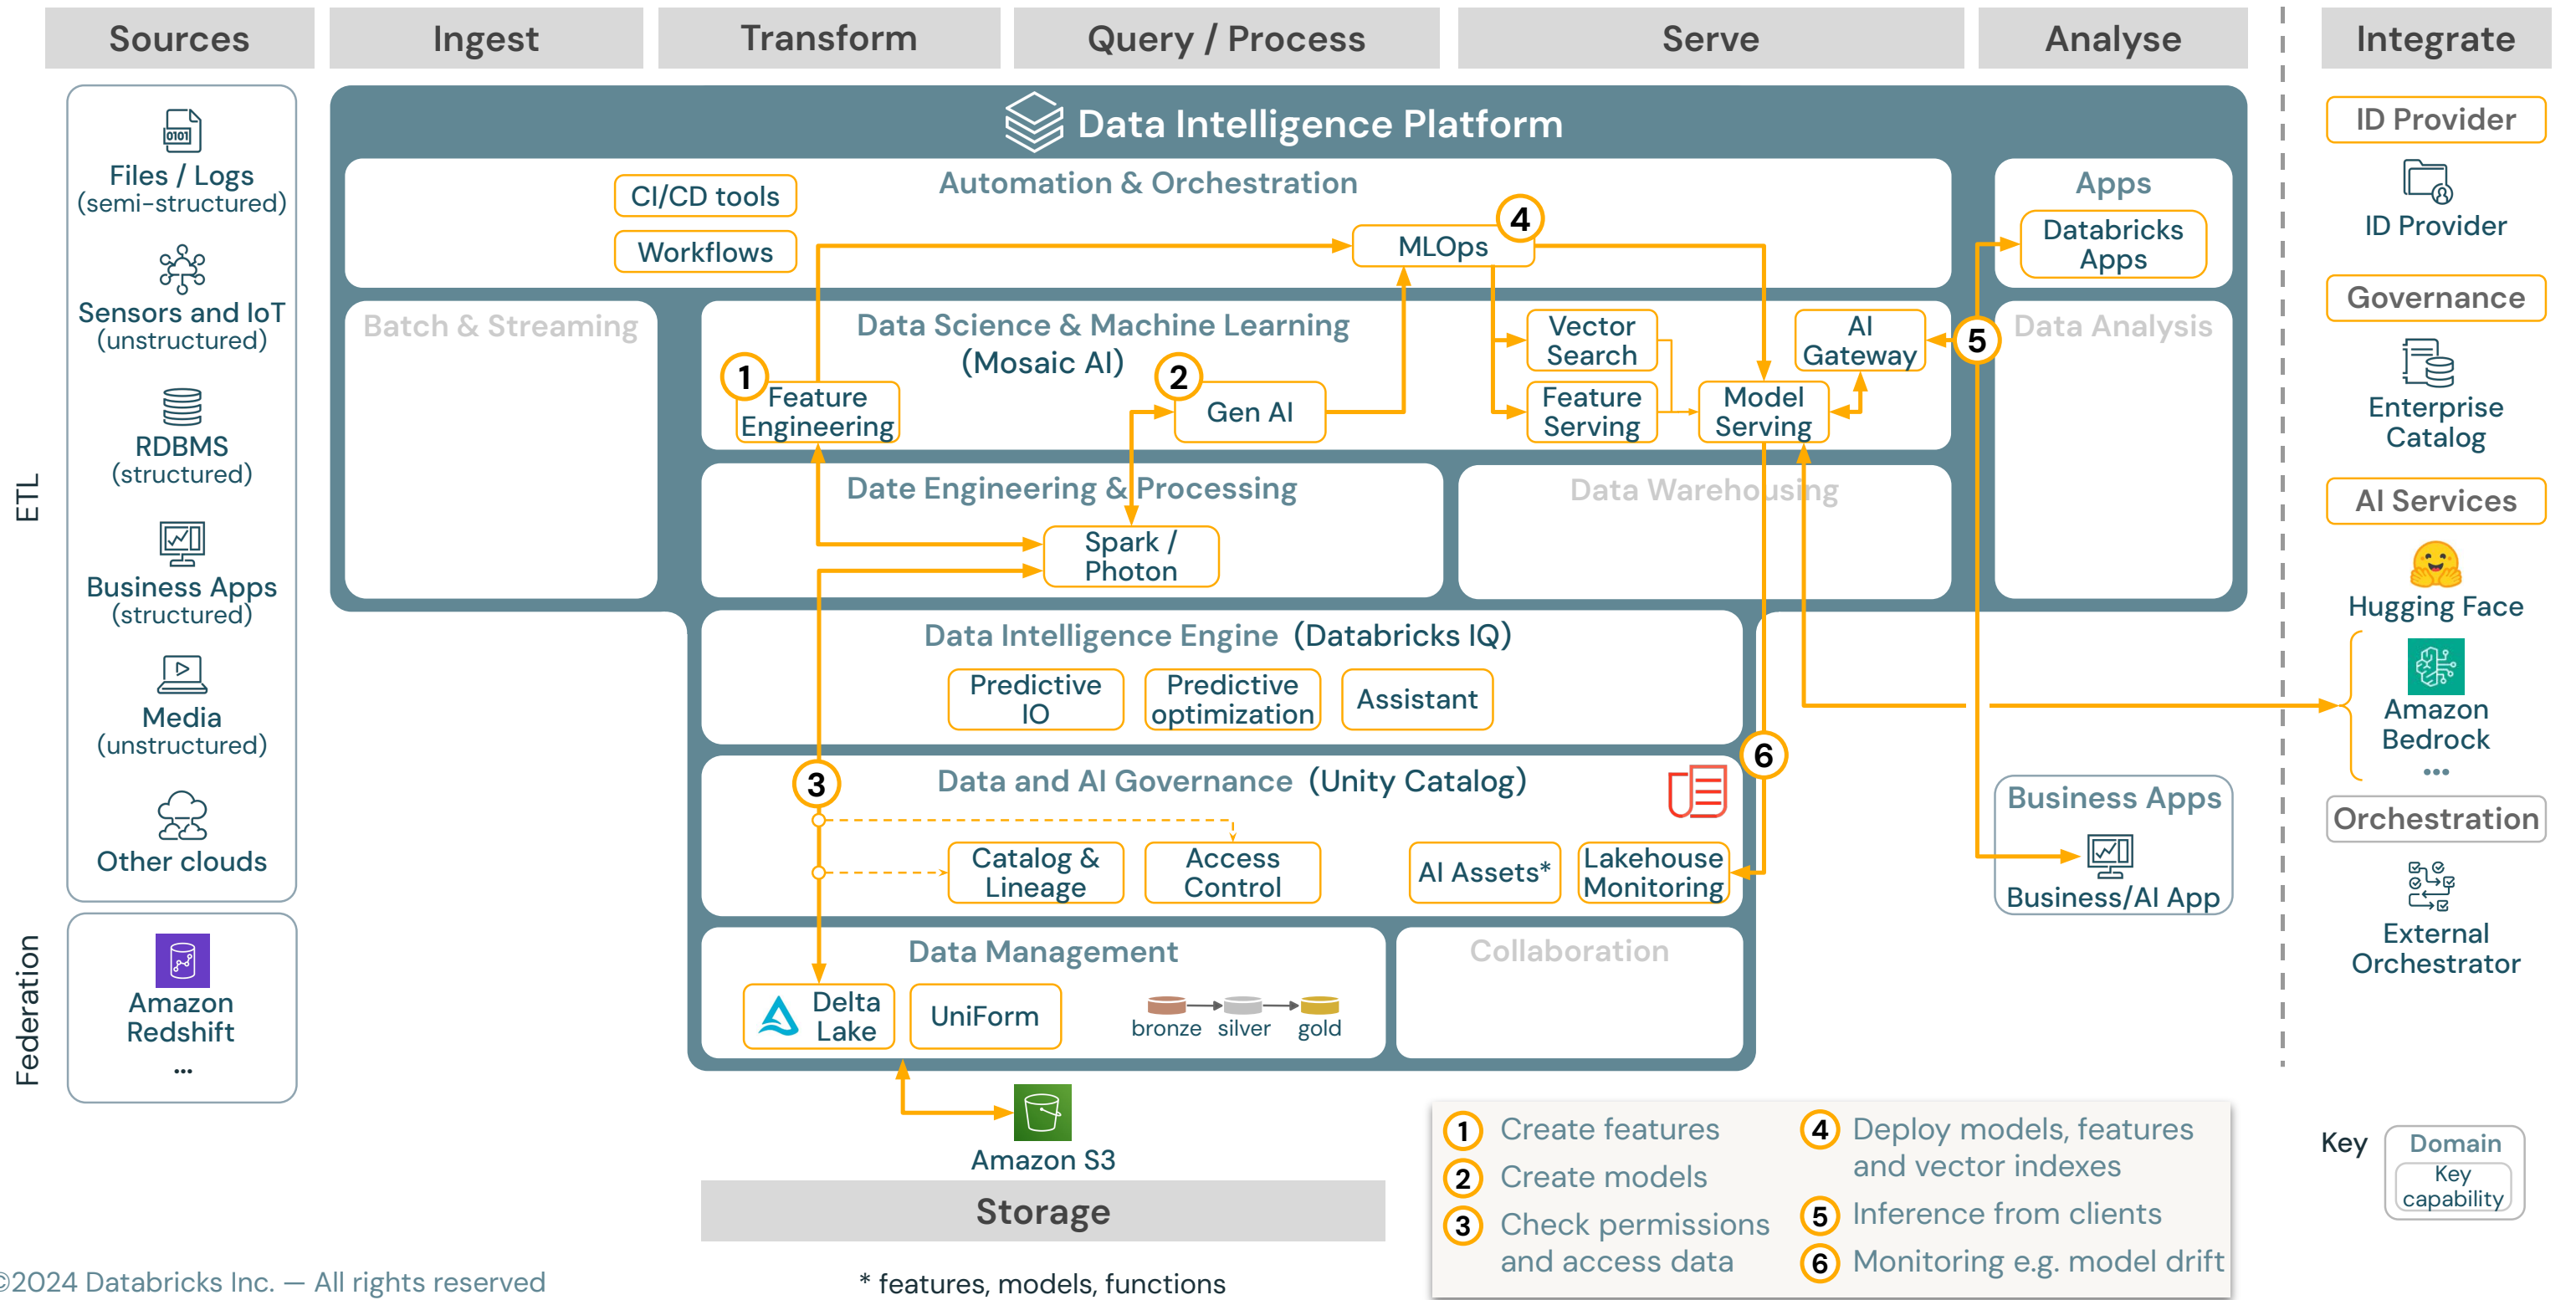 Sources
Ingest
Transform
Query / Process
Serve
Analyse
Integrate
ETL
Federation
0101
Files / Logs
(semi-structured)
Sensors and IoT
(unstructured)
RDBMS
(structured)
Business Apps
(structured)
Media
(unstructured)
Other clouds
Amazon
Redshift
...
Data Intelligence Platform
Automation & Orchestration
CI/CD tools
Workflows
MLOps
4
Apps
Databricks
Apps
Batch & Streaming
Data Science & Machine Learning
(Mosaic AI)
1
Feature
Engineering
2
Gen AI
Vector
Search
Feature
Serving
Model
Serving
AI
Gateway
5
Data Analysis
Date Engineering & Processing
Spark /
Photon
Data Warehousing
Data Intelligence Engine (Databricks IQ)
Predictive
IO
Predictive
optimization
Assistant
3
6
Data and AI Governance (Unity Catalog)
Catalog &
Lineage
Access
Control
AI Assets*
Lakehouse
Monitoring
Data Management
Delta
Lake
UniForm
bronze
silver
gold
Collaboration
Amazon S3
Storage
Business Apps
Business/AI App
ID Provider
ID Provider
Governance
Enterprise
Catalog
AI Services
Hugging Face
Amazon
Bedrock
...
Orchestration
External
Orchestrator
1 Create features
2 Create models
3 Check permissions
and access data
4 Deploy models, features
and vector indexes
5 Inference from clients
6 Monitoring e.g. model drift
Key
Domain
Key
capability
©2024 Databricks Inc. — All rights reserved
* features, models, functions